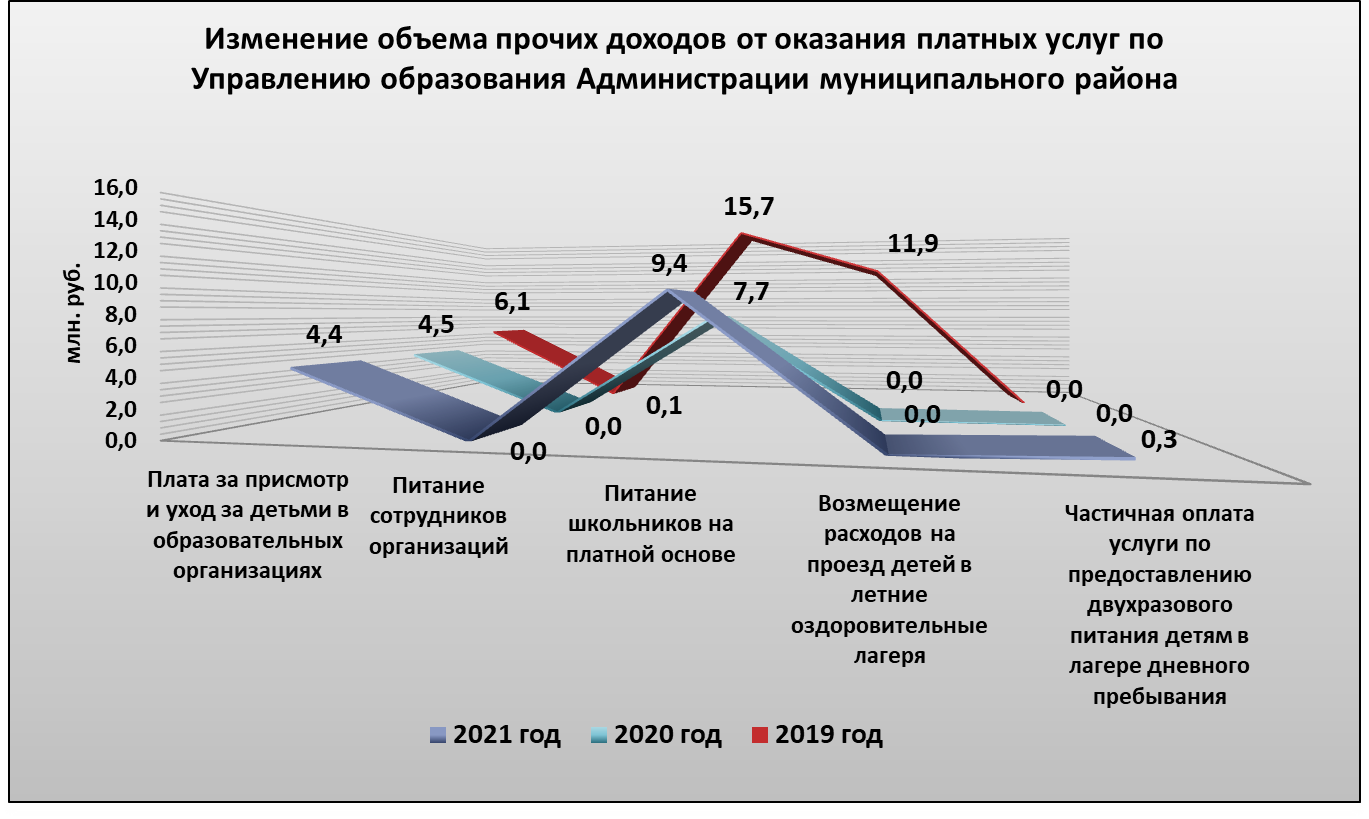 Изменение объема прочих доходов от оказания платных услуг по
Управлению образования Администрации муниципального района
млн. руб.
16,0
14,0
12,0
10,0
8,0
6,0
4,0
2,0
0,0
4,4
4,5
6,1
0,0
0,0
0,1
9,4
7,7
15,7
0,0
0,0
11,9
0,3
0,0
0,0
Плата за присмотр
и уход за детьми в
образовательных
организациях
Питание
сотрудников
организаций
Питание
школьников на
платной основе
Возмещение
расходов на
проезд детей в
летние
оздоровительные
лагеря
Частичная оплата
услуги по
предоставлению
двухразового
питания детям в
лагере дневного
пребывания
2021 год
2020 год
2019 год